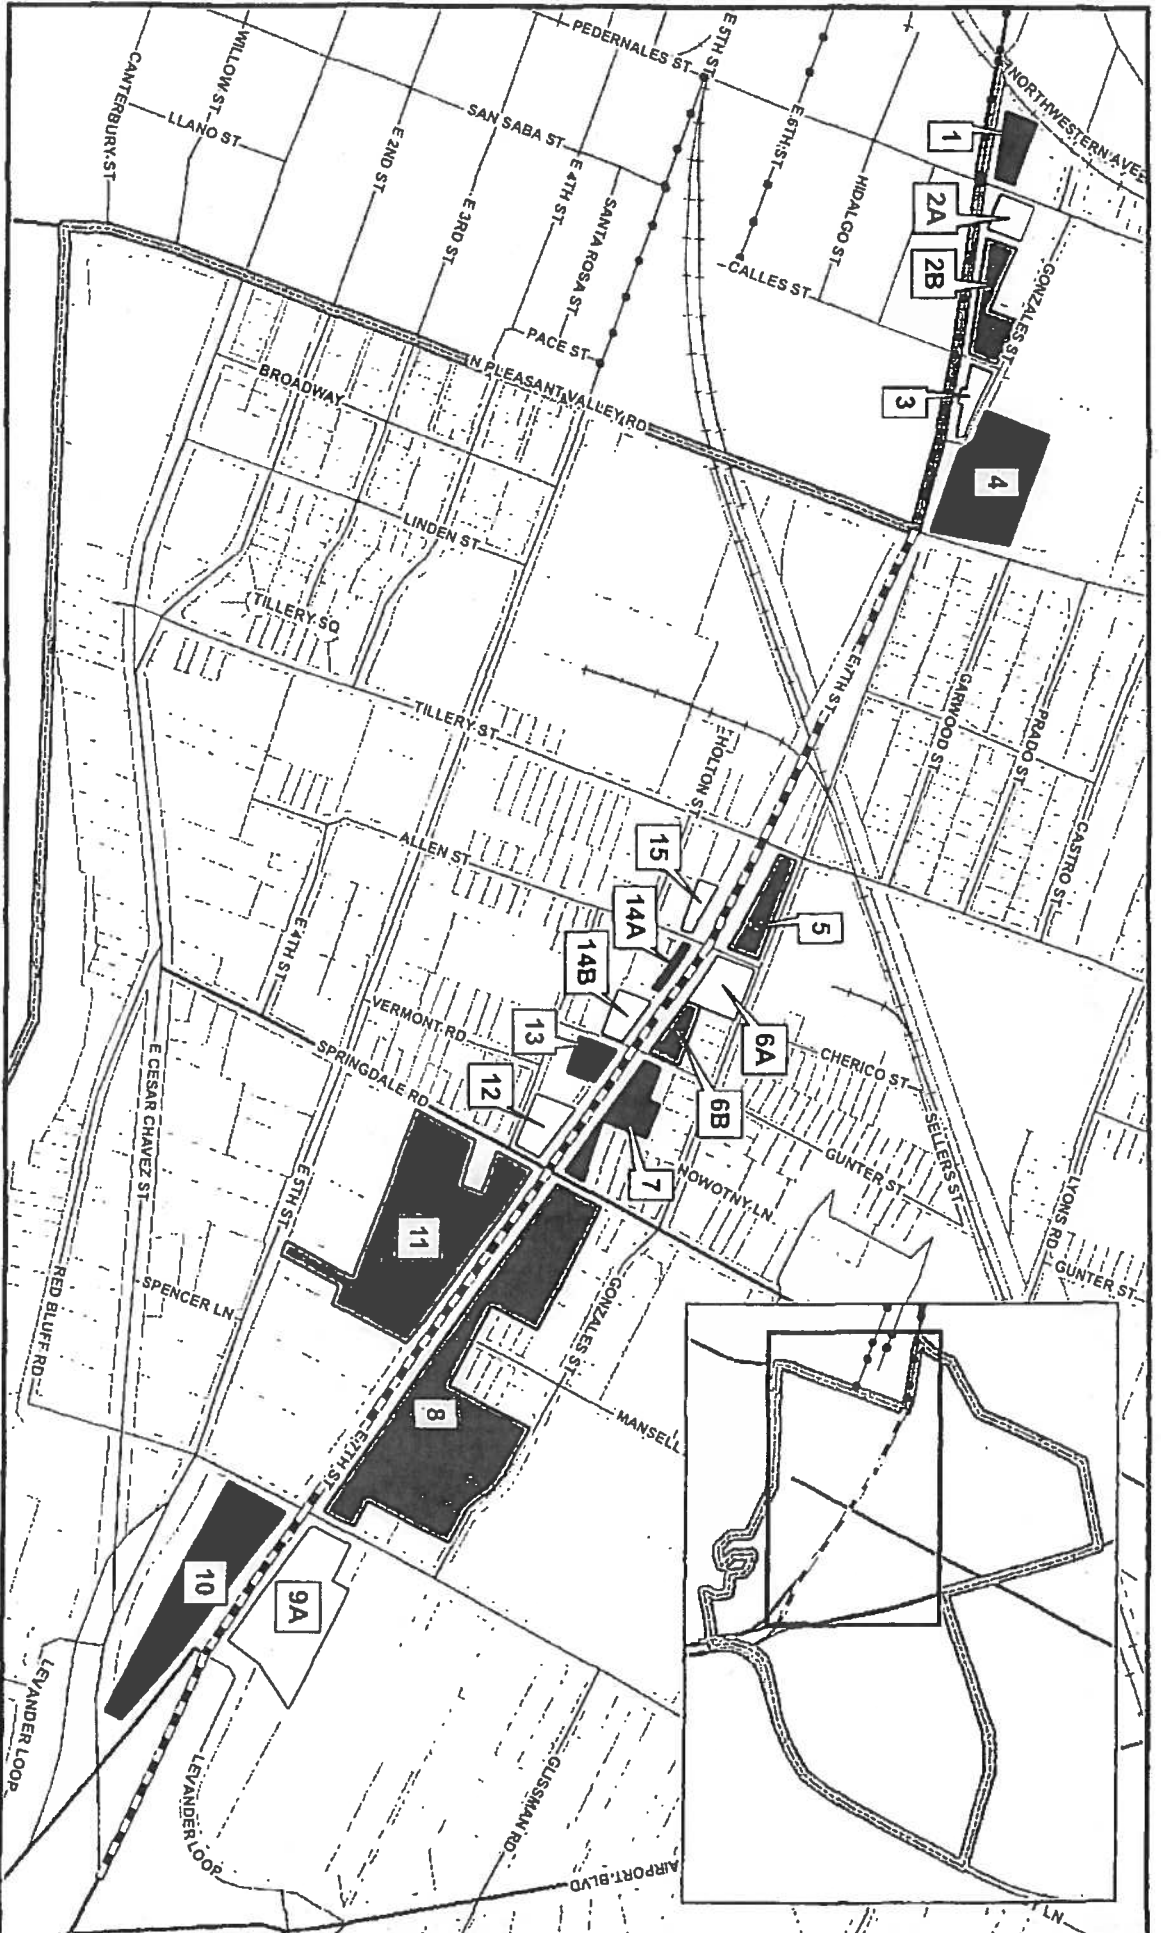 PEDERNALES ST
E 5TH ST
NORTHWESTERN AVE
WILLOW ST
CANTERBURY ST
LLANO ST
E 2ND ST
SAN SABA ST
E 3RD ST
E 4TH ST
SANTA ROSA ST
E 6TH ST
HIDALGO ST
CALLES ST
PACE ST
GONZALES ST
1
2A
2B
3
4
N PLEASANT VALLEY RD
BROADWAY
LINDEN ST
TILLERY SQ
TILLERY ST
E 7TH ST
GARWOOD ST
PRADO ST
CASTRO ST
HOLTON ST
ALLEN ST
E 4TH ST
15
14A
14B
13
12
5
6A
6B
7
VERMONT RD
SPRINGDALE RD
CHERICO ST
SELLERS ST
GUNTER ST
LYONS RD
GUNTER ST
NOWOTNY LN
E CESAR CHAVEZ ST
E 5TH ST
SPENCER LN
RED BLUFF RD
11
GONZALES ST
MANSELL
8
E 7TH ST
10
9A
LEVANDER LOOP
LEVANDER LOOP
GLISSMAN RD
AIRPORT BLVD
LN